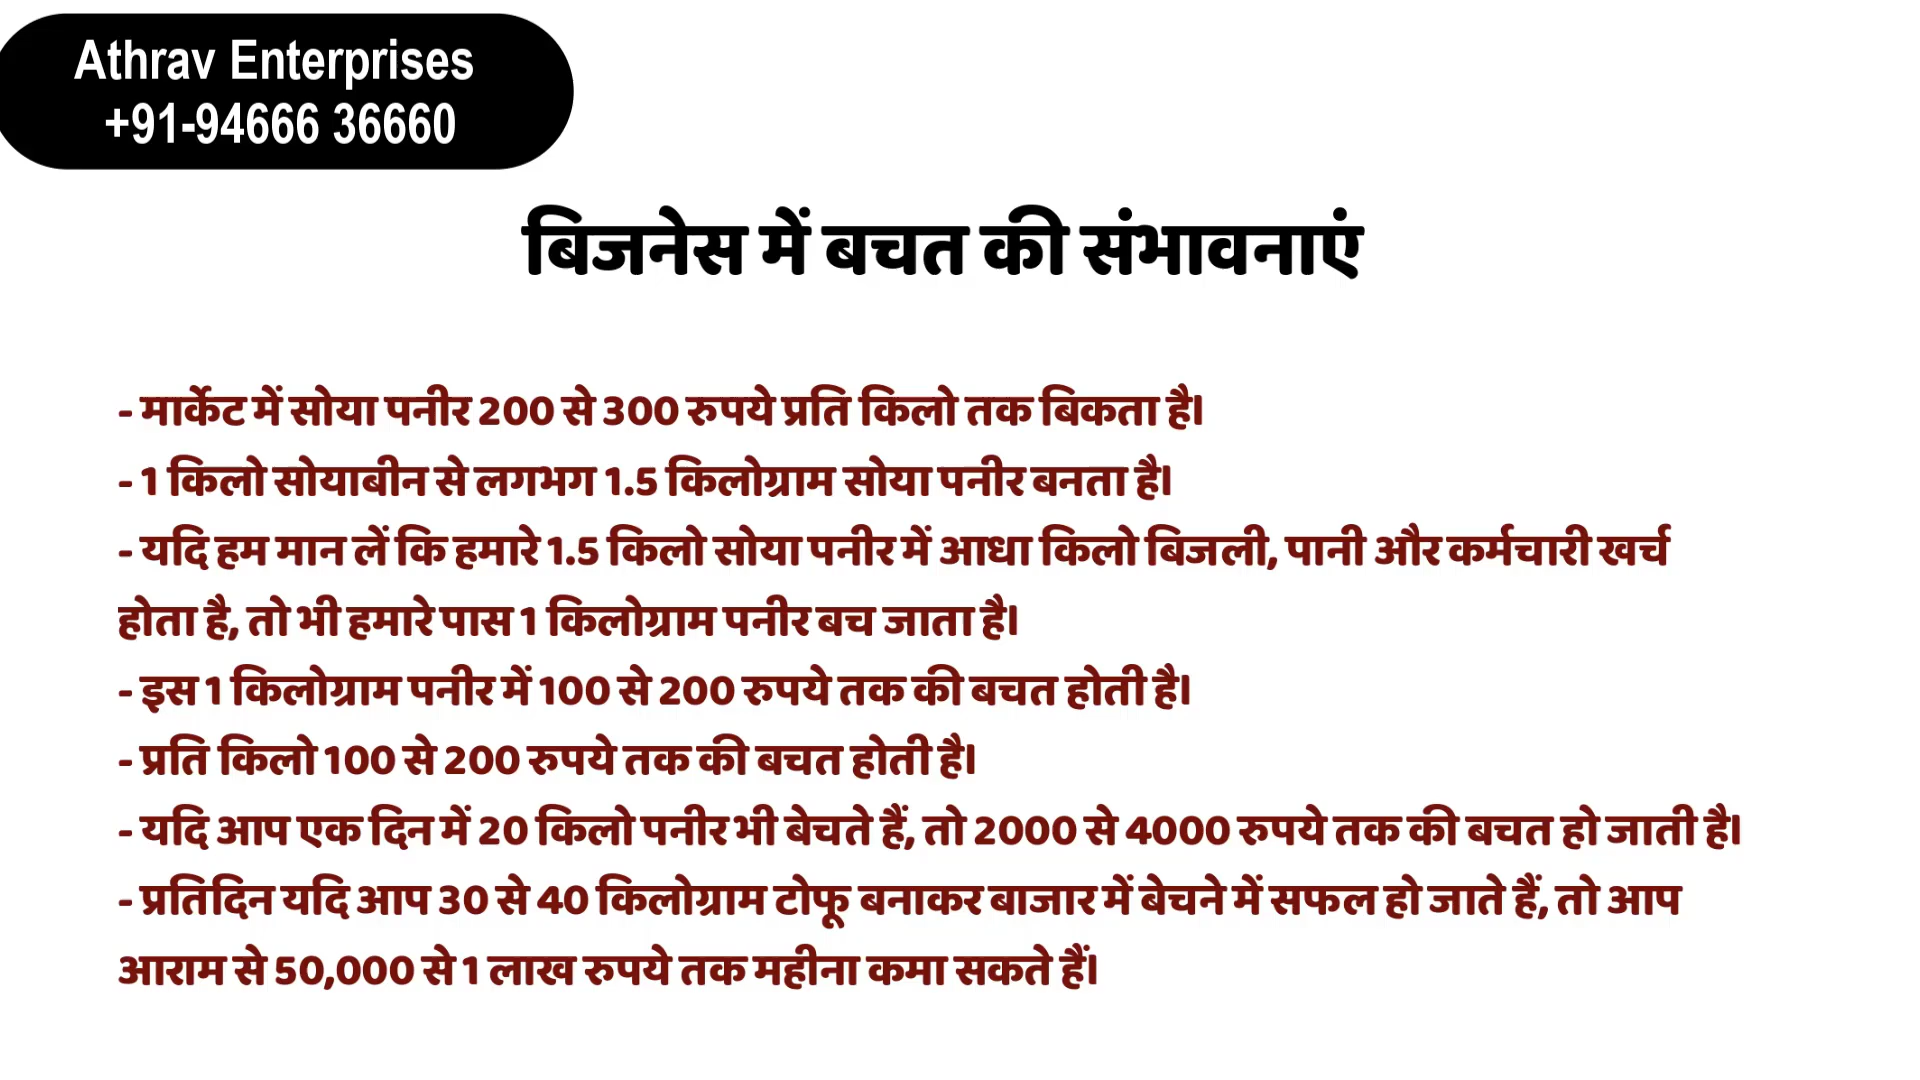 Athrav Enterprises
+91-94666 36660
बिजनेस में बचत की संभावनाएं
- मार्केट में सोया पनीर 200 से 300 रुपये प्रति किलो तक बिकता है।
- 1 किलो सोयाबीन से लगभग 1.5 किलोग्राम सोया पनीर बनता है।
- यदि हम मान लें कि हमारे 1.5 किलो सोया पनीर में आधा किलो बिजली, पानी और कर्मचारी खर्च
होता है, तो भी हमारे पास 1 किलोग्राम पनीर बच जाता है।
- इस 1 किलोग्राम पनीर में 100 से 200 रुपये तक की बचत होती है।
- प्रति किलो 100 से 200 रुपये तक की बचत होती है।
- यदि आप एक दिन में 20 किलो पनीर भी बेचते हैं, तो 2000 से 4000 रुपये तक की बचत हो जाती है।
- प्रतिदिन यदि आप 30 से 40 किलोग्राम टोफू बनाकर बाजार में बेचने में सफल हो जाते हैं, तो आप
आराम से 50,000 से 1 लाख रुपये तक महीना कमा सकते हैं।